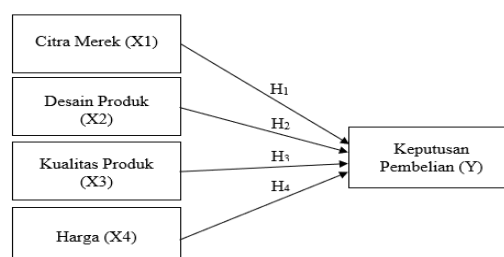 Citra Merek (X1)
Desain Produk
(X2)
Kualitas Produk
(X3)
Harga (X4)
H₁
H₂
H₃
H₄
Keputusan
Pembelian (Y)